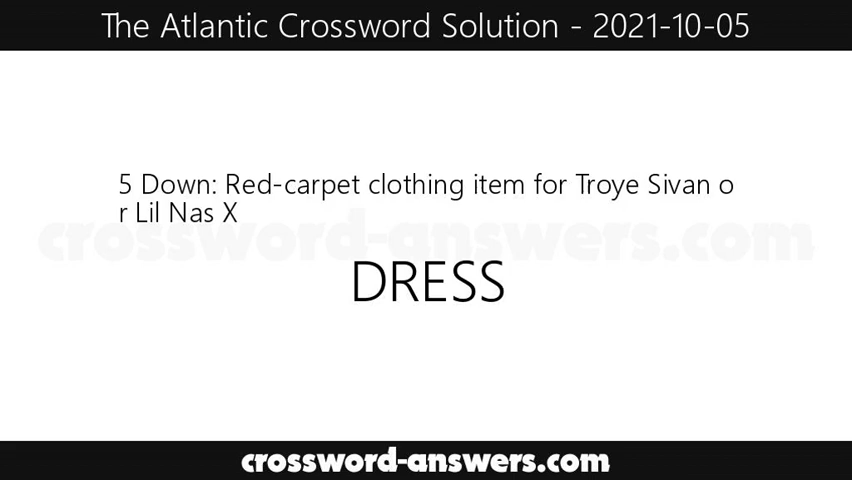 The Atlantic Crossword Solution - 2021-10-05
5 Down: Red-carpet clothing item for Troye Sivan o
r Lil Nas X
crossword-answers.com
DRESS
crossword-answers.com